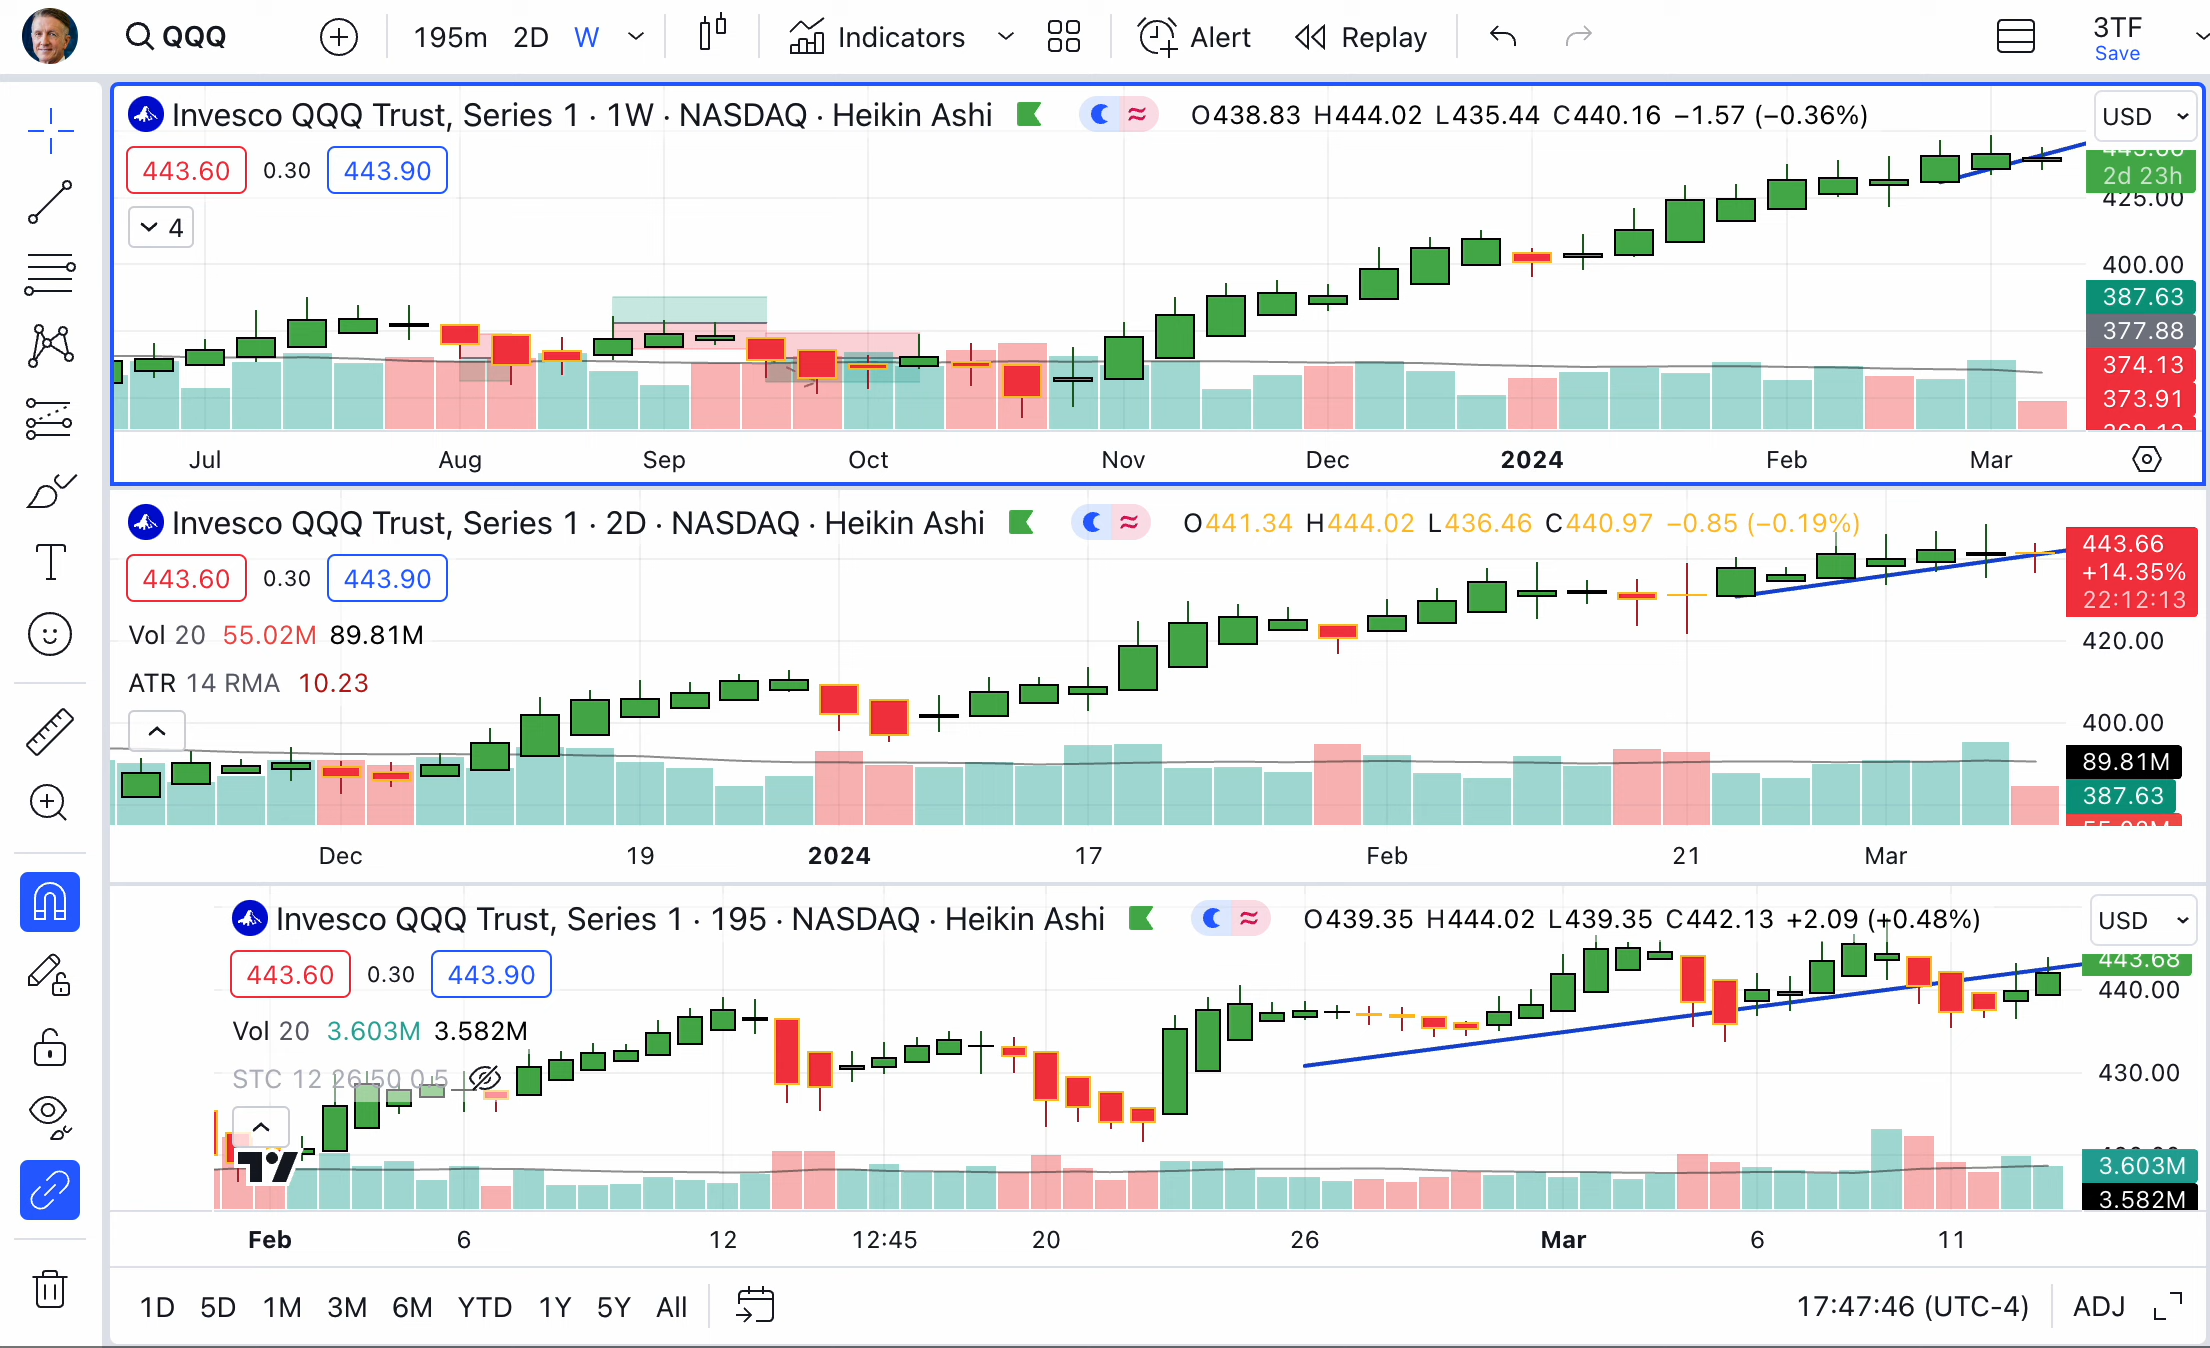 QQQ 195m 2D W Indicators Alert Replay 3TF
Save
Invesco QQQ Trust, Series 1 · 1W · NASDAQ · Heikin Ashi O438.83 H444.02 L435.44 C440.16 −1.57 (−0.36%) USD
443.60 0.30 443.90
2d 23h
4
425.00
400.00
387.63
377.88
374.13
373.91
Jul Aug Sep Oct Nov Dec 2024 Feb Mar
Invesco QQQ Trust, Series 1 · 2D · NASDAQ · Heikin Ashi O441.34 H444.02 L436.46 C440.97 −0.85 (−0.19%)
443.66
+14.35%
22:12:13
443.60 0.30 443.90
Vol 20 55.02M 89.81M
420.00
ATR 14 RMA 10.23
400.00
89.81M
387.63
Dec 19 2024 17 Feb 21 Mar
Invesco QQQ Trust, Series 1 · 195 · NASDAQ · Heikin Ashi O439.35 H444.02 L439.35 C442.13 +2.09 (+0.48%) USD
443.68
443.60 0.30 443.90
440.00
Vol 20 3.603M 3.582M
STC 12 26 50 0.5
430.00
3.603M
3.582M
Feb 6 12 12:45 20 26 Mar 6 11
1D 5D 1M 3M 6M YTD 1Y 5Y All 17:47:46 (UTC-4) ADJ